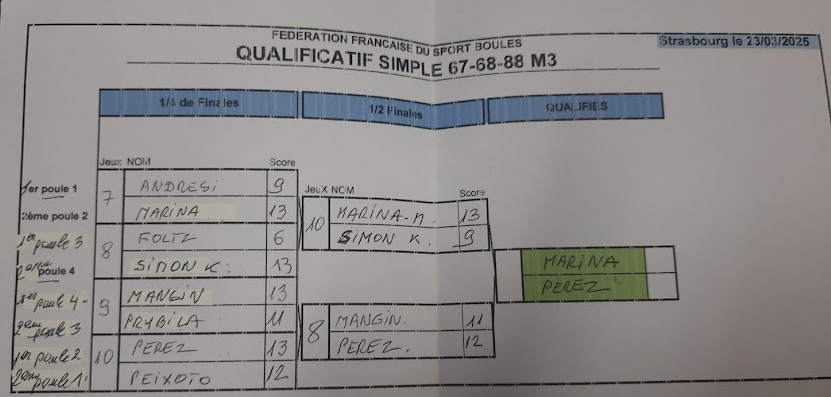 FEDERATION FRANCAISE DU SPORT BOULES
Strasbourg le 23/03/2025
QUALIFICATIF SIMPLE 67-68-88 M3
1/4 de Finales 1/2 Finales QUALIFIES
Jeux NOM Score
1er poule 1 7 ANDRESi 9
2ème poule 2 MARINA 13
1er poule 3 8 FOLTZ 6
2eme poule 4 SiMON K. 13
1er poule 4 - 9 MANGIN 13
2eme poule 3 PRYBILA 11
1er poule 2 10 PEREZ 13
2eme poule 1 PEIXOTO 12
JeuX NOM Score
10 MARINA-M. 13
SIMON K. 9
8 MANGIN. 11
PEREZ. 12
MARINA
PEREZ